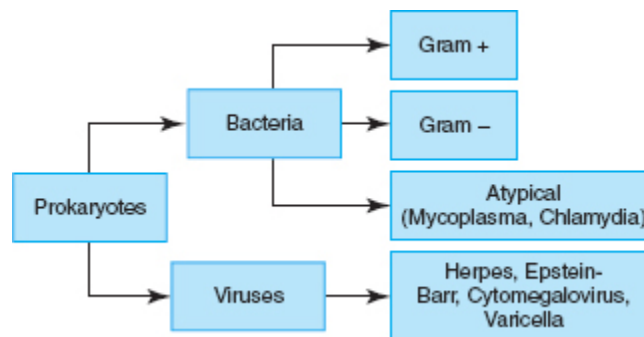 Gram +
Bacteria
Gram –
Prokaryotes
Atypical
(Mycoplasma, Chlamydia)
Viruses
Herpes, Epstein-
Barr, Cytomegalovirus,
Varicella